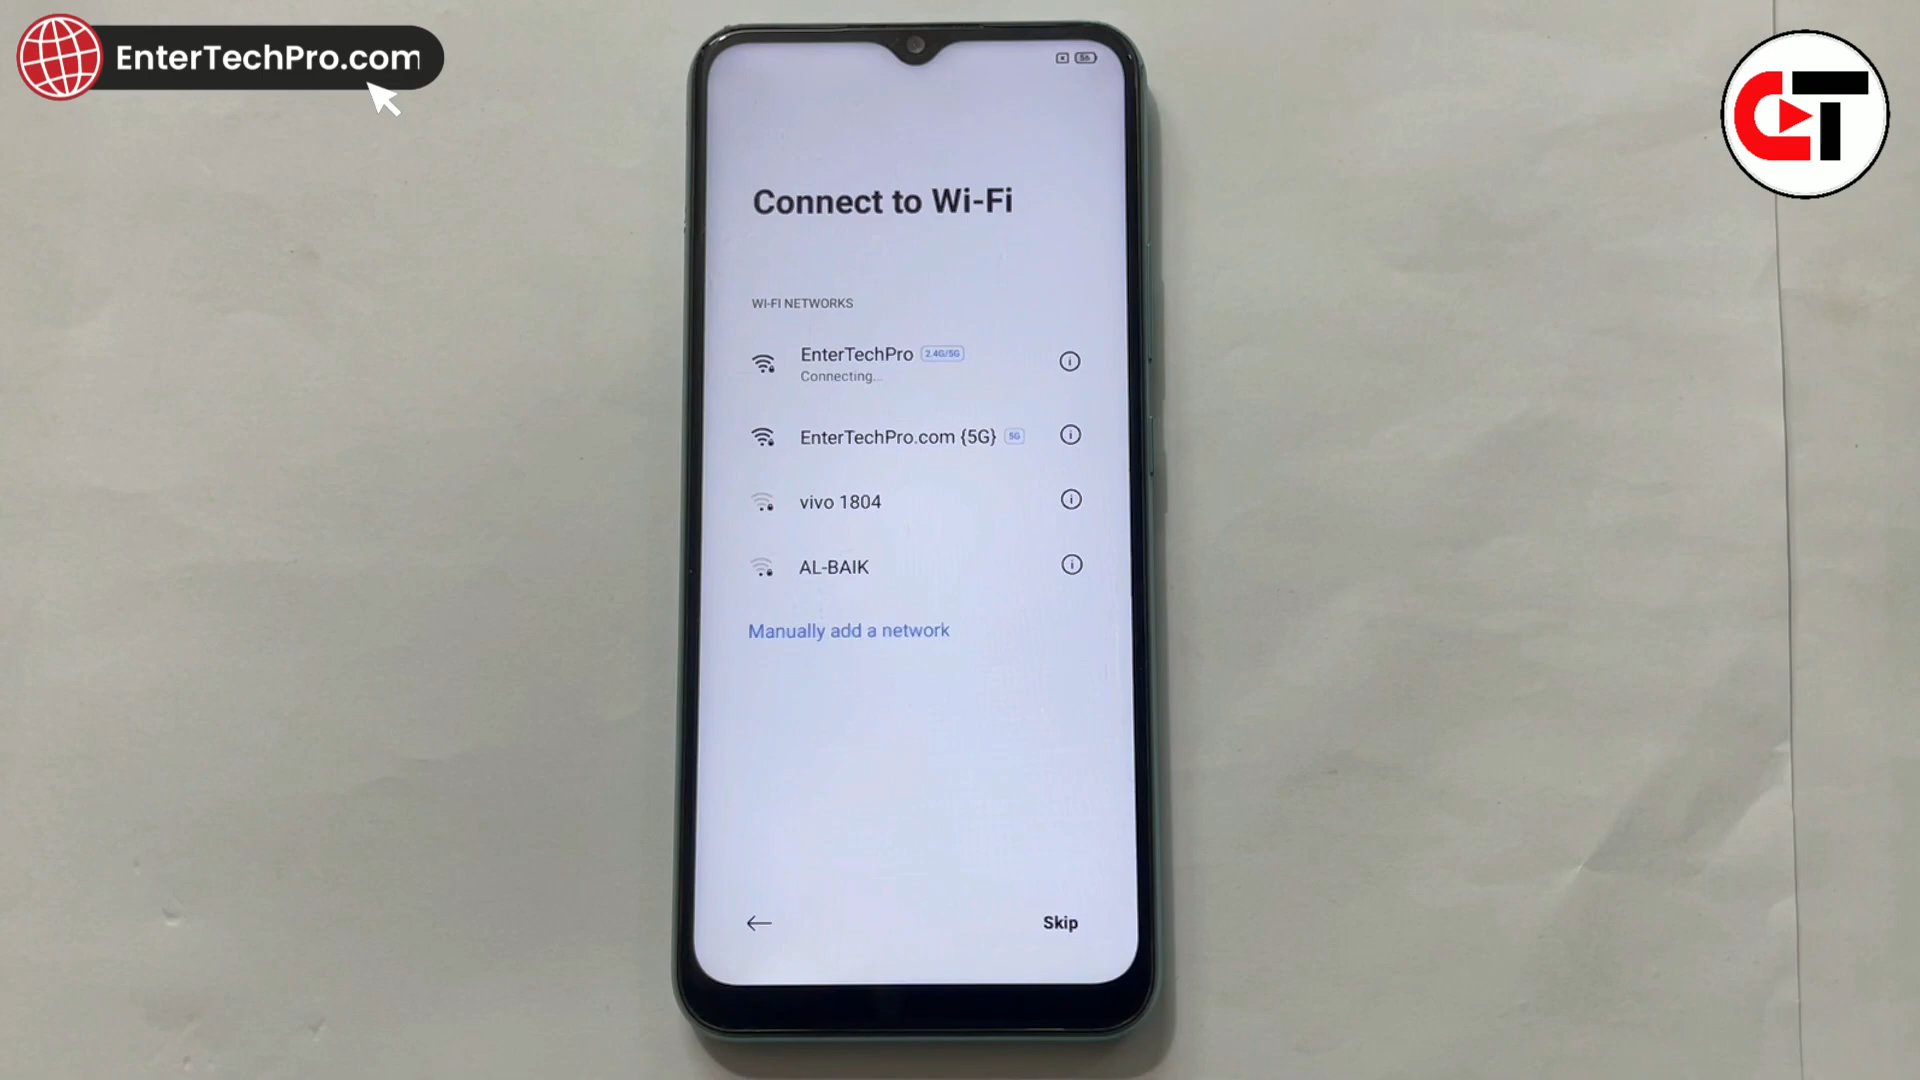 EnterTechPro.com
56
Connect to Wi-Fi
WI-FI NETWORKS
EnterTechPro 2.4G/5G
Connecting...
EnterTechPro.com {5G} 5G
vivo 1804
AL-BAIK
Manually add a network
Skip